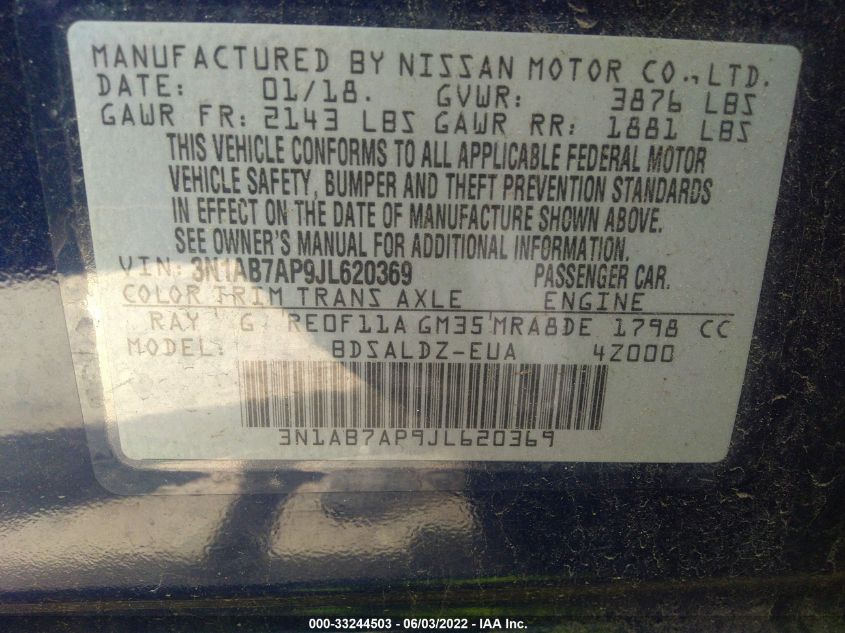 MANUFACTURED BY NISSAN MOTOR CO., LTD.
DATE: 01/18. GVWR: 3876 LBS
GAWR FR: 2143 LBS GAWR RR: 1881 LBS
THIS VEHICLE CONFORMS TO ALL APPLICABLE FEDERAL MOTOR
VEHICLE SAFETY, BUMPER AND THEFT PREVENTION STANDARDS
IN EFFECT ON THE DATE OF MANUFACTURE SHOWN ABOVE.
SEE OWNER'S MANUAL FOR ADDITIONAL INFORMATION.
VIN: 3N1AB7AP9JL620369 PASSENGER CAR.
COLOR TRIM TRANS AXLE ENGINE
RAY G RE0F11A GM35 MRA8DE 1798 CC
MODEL: BDSALDZ-EUA 4Z000
3N1AB7AP9JL620369
000-33244503 - 06/03/2022 - IAA Inc.